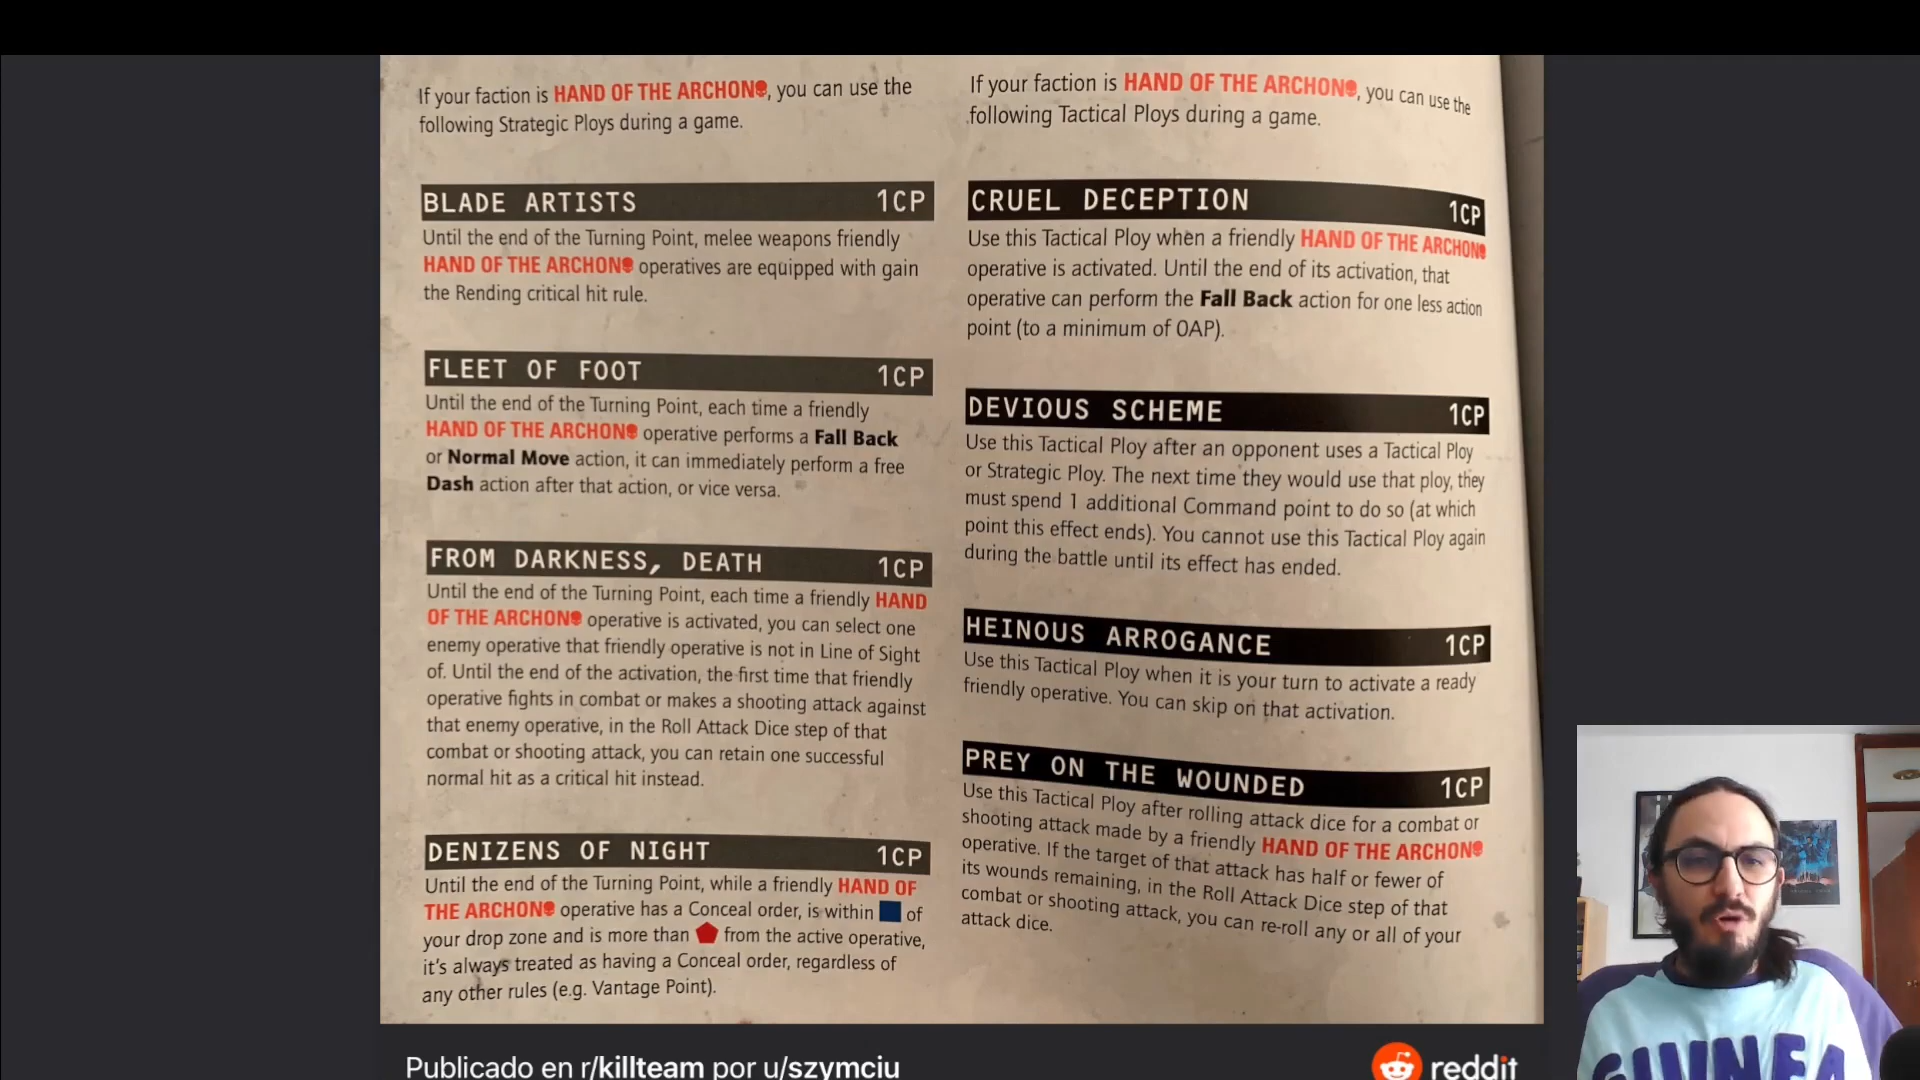 If your faction is HAND OF THE ARCHON, you can use the
following Strategic Ploys during a game.
BLADE ARTISTS 1CP
Until the end of the Turning Point, melee weapons friendly
HAND OF THE ARCHON operatives are equipped with gain
the Rending critical hit rule.
FLEET OF FOOT 1CP
Until the end of the Turning Point, each time a friendly
HAND OF THE ARCHON operative performs a Fall Back
or Normal Move action, it can immediately perform a free
Dash action after that action, or vice versa.
FROM DARKNESS, DEATH 1CP
Until the end of the Turning Point, each time a friendly HAND
OF THE ARCHON operative is activated, you can select one
enemy operative that friendly operative is not in Line of Sight
of. Until the end of the activation, the first time that friendly
operative fights in combat or makes a shooting attack against
that enemy operative, in the Roll Attack Dice step of that
combat or shooting attack, you can retain one successful
normal hit as a critical hit instead.
DENIZENS OF NIGHT 1CP
Until the end of the Turning Point, while a friendly HAND OF
THE ARCHON operative has a Conceal order, is within of
your drop zone and is more than from the active operative,
it's always treated as having a Conceal order, regardless of
any other rules (e.g. Vantage Point).
If your faction is HAND OF THE ARCHON, you can use the
following Tactical Ploys during a game.
CRUEL DECEPTION 1CP
Use this Tactical Ploy when a friendly HAND OF THE ARCHON
operative is activated. Until the end of its activation, that
operative can perform the Fall Back action for one less action
point (to a minimum of 0AP).
DEVIOUS SCHEME 1CP
Use this Tactical Ploy after an opponent uses a Tactical Ploy
or Strategic Ploy. The next time they would use that ploy, they
must spend 1 additional Command point to do so (at which
point this effect ends). You cannot use this Tactical Ploy again
during the battle until its effect has ended.
HEINOUS ARROGANCE 1CP
Use this Tactical Ploy when it is your turn to activate a ready
friendly operative. You can skip on that activation.
PREY ON THE WOUNDED 1CP
Use this Tactical Ploy after rolling attack dice for a combat or
shooting attack made by a friendly HAND OF THE ARCHON
operative. If the target of that attack has half or fewer of
its wounds remaining, in the Roll Attack Dice step of that
combat or shooting attack, you can re-roll any or all of your
attack dice.
Publicado en r/killteam por u/szymciu
reddit